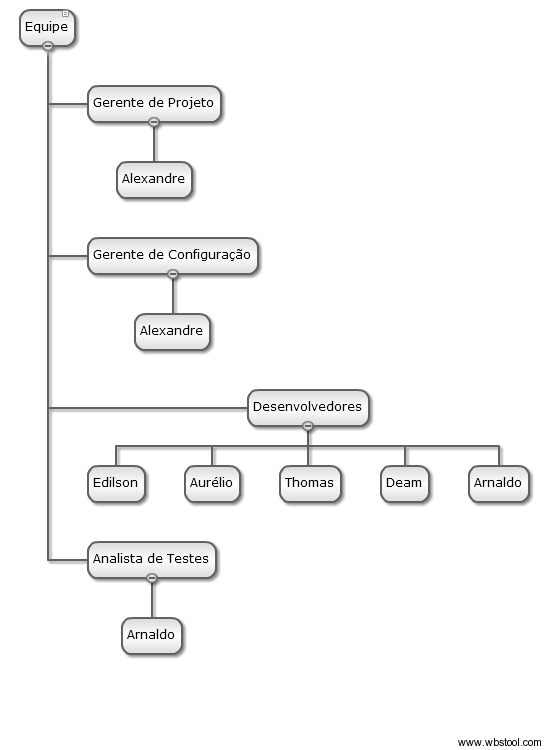 Equipe
Gerente de Projeto
Alexandre
Gerente de Configuração
Alexandre
Desenvolvedores
Edilson Aurélio Thomas Deam Arnaldo
Analista de Testes
Arnaldo
www.wbstool.com